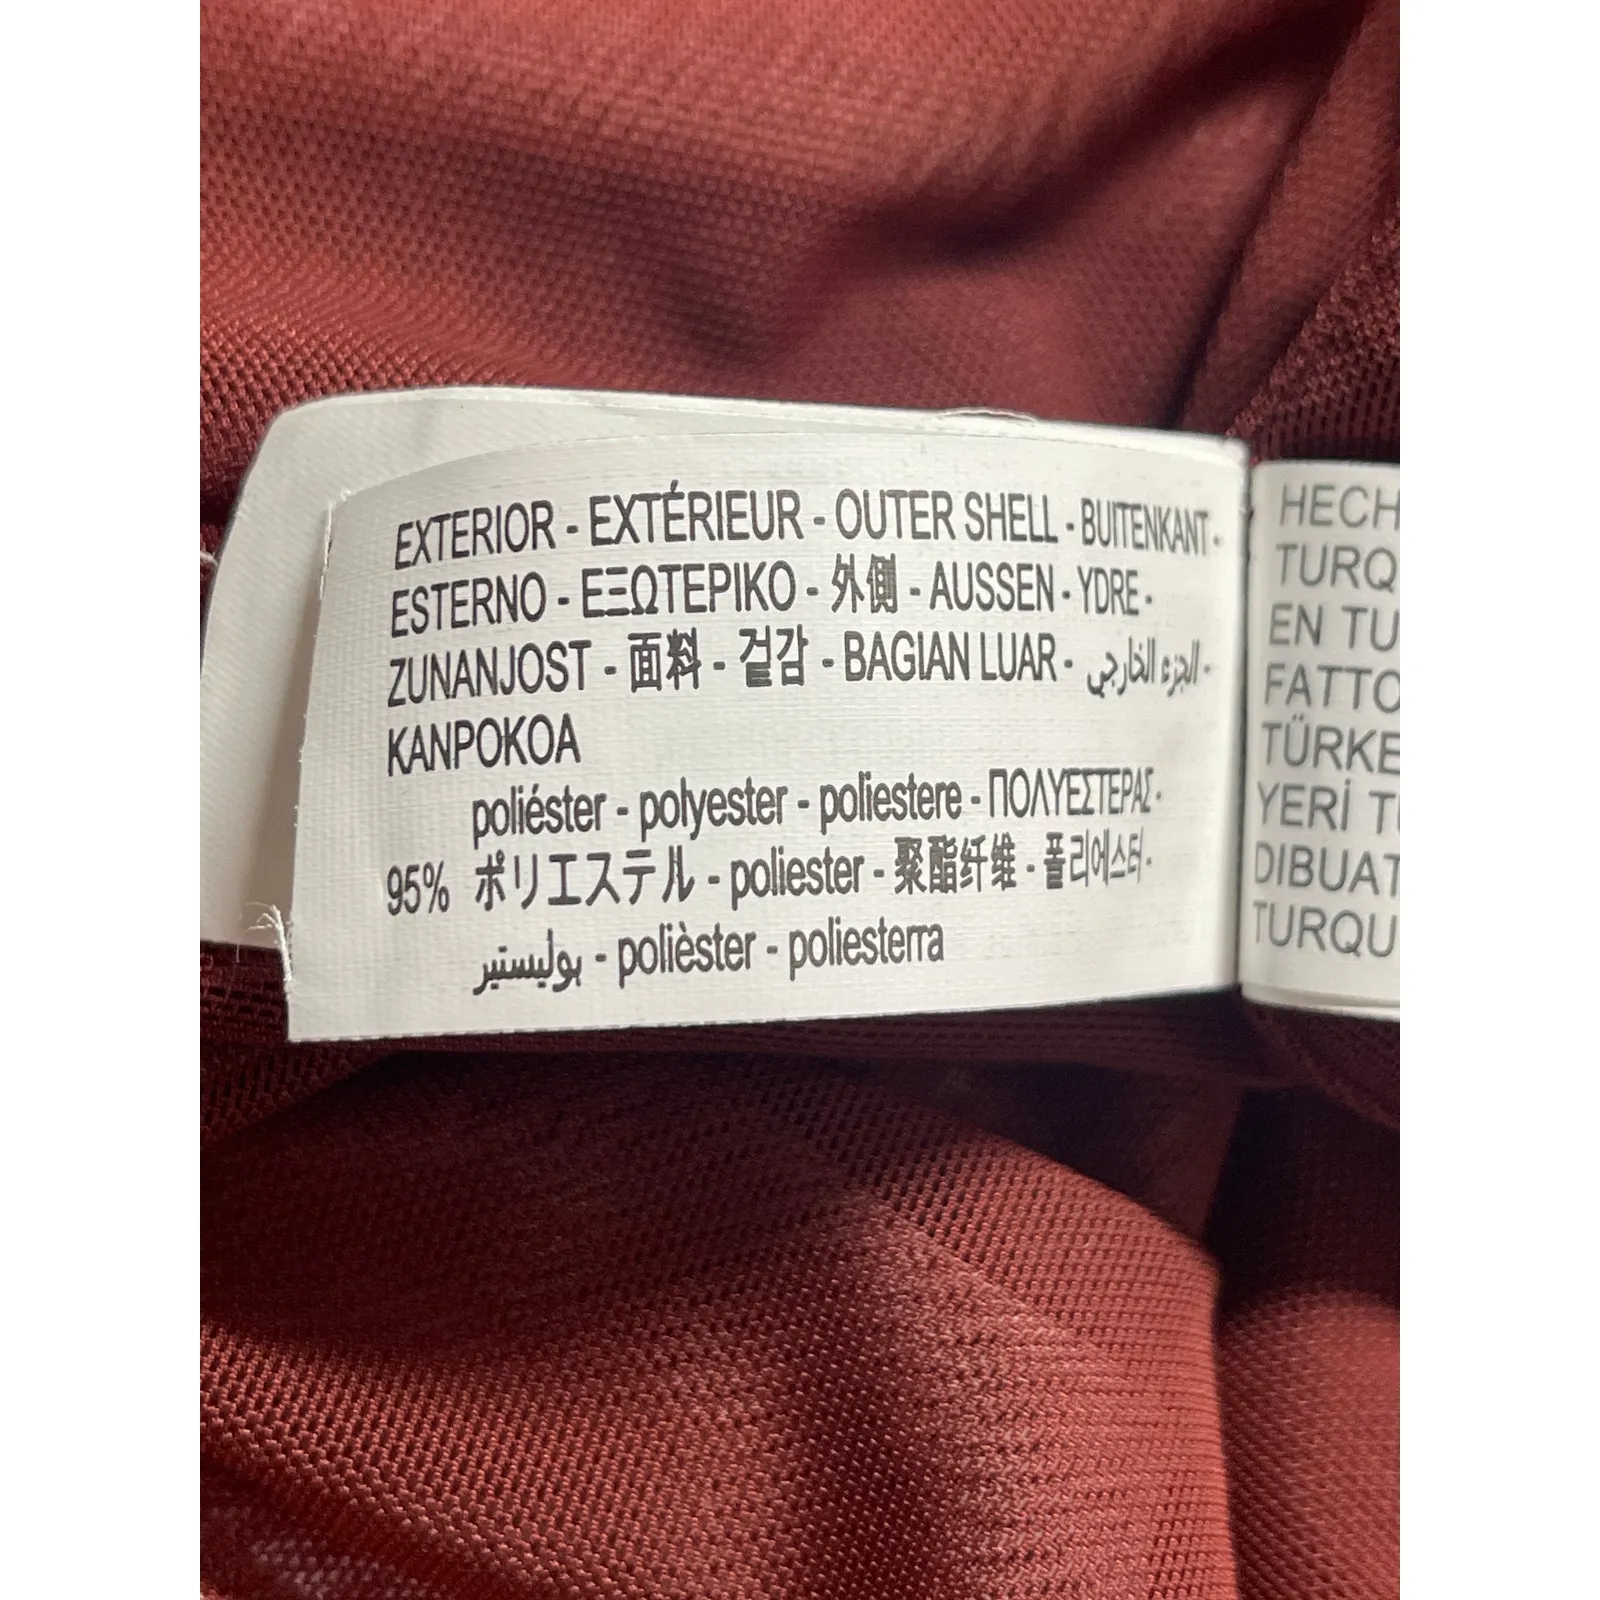 EXTERIOR - EXTÉRIEUR - OUTER SHELL - BUITENKANT -
ESTERNO - ΕΞΩΤΕΡΙΚΟ - 外側 - AUSSEN - YDRE -
ZUNANJOST - 面料 - 겉감 - BAGIAN LUAR - الجزء الخارجي -
KANPOKOA
poliéster - polyester - poliestere - ΠΟΛΥΕΣΤΕΡΑΣ -
95% ポリエステル - poliester - 聚酯纤维 - 폴리에스터 -
بوليستير - polièster - poliesterra
HECH
TURQ
EN TU
FATTO
TÜRKE
YERİ T
DIBUAT
TURQU